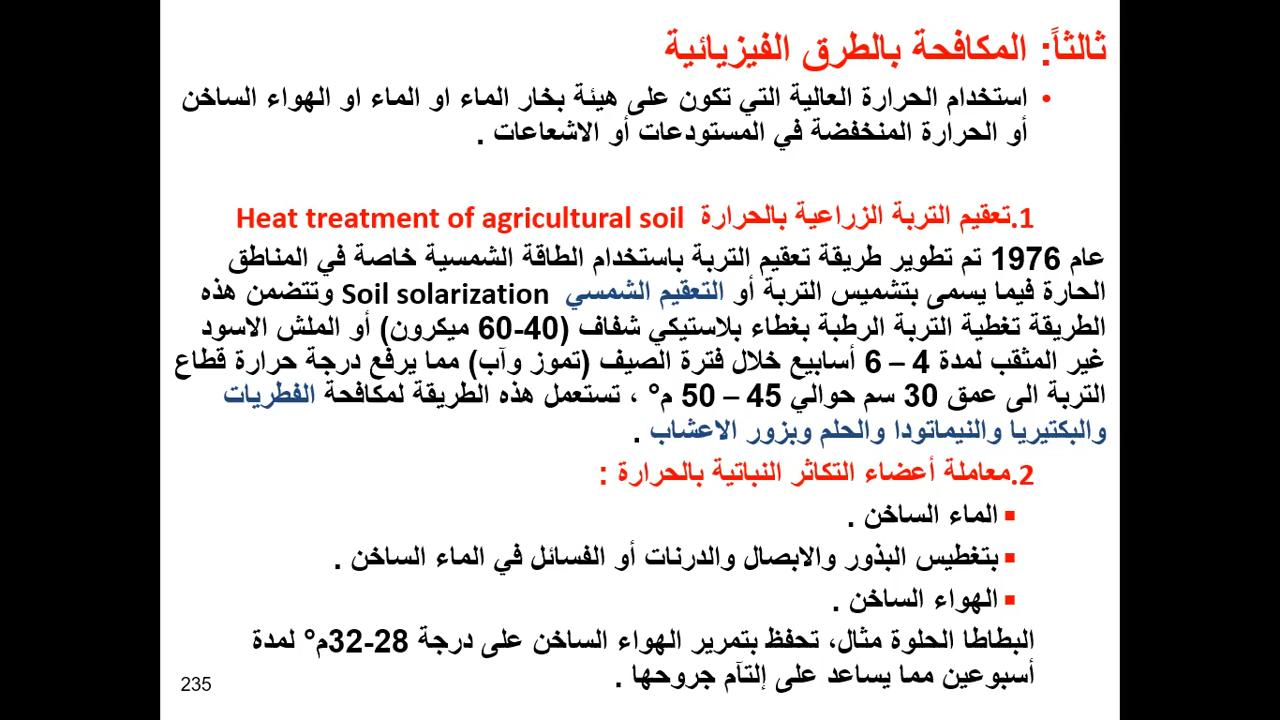 ثالثاً: المكافحة بالطرق الفيزيائية
• استخدام الحرارة العالية التي تكون على هيئة بخار الماء او الماء او الهواء الساخن
أو الحرارة المنخفضة في المستودعات أو الاشعاعات .
1.تعقيم التربة الزراعية بالحرارة Heat treatment of agricultural soil
عام 1976 تم تطوير طريقة تعقيم التربة باستخدام الطاقة الشمسية خاصة في المناطق
الحارة فيما يسمى بتشميس التربة أو التعقيم الشمسي Soil solarization وتتضمن هذه
الطريقة تغطية التربة الرطبة بغطاء بلاستيكي شفاف (40-60 ميكرون) أو الملش الاسود
غير المثقب لمدة 4 – 6 أسابيع خلال فترة الصيف (تموز وآب) مما يرفع درجة حرارة قطاع
التربة الى عمق 30 سم حوالي 45 – 50 م° ، تستعمل هذه الطريقة لمكافحة الفطريات
والبكتيريا والنيماتودا والحلم وبزور الاعشاب .
2.معاملة أعضاء التكاثر النباتية بالحرارة :
▪ الماء الساخن .
▪ بتغطيس البذور والابصال والدرنات أو الفسائل في الماء الساخن .
▪ الهواء الساخن .
البطاطا الحلوة مثال، تحفظ بتمرير الهواء الساخن على درجة 28-32م° لمدة
أسبوعين مما يساعد على إلتآم جروحها .
235